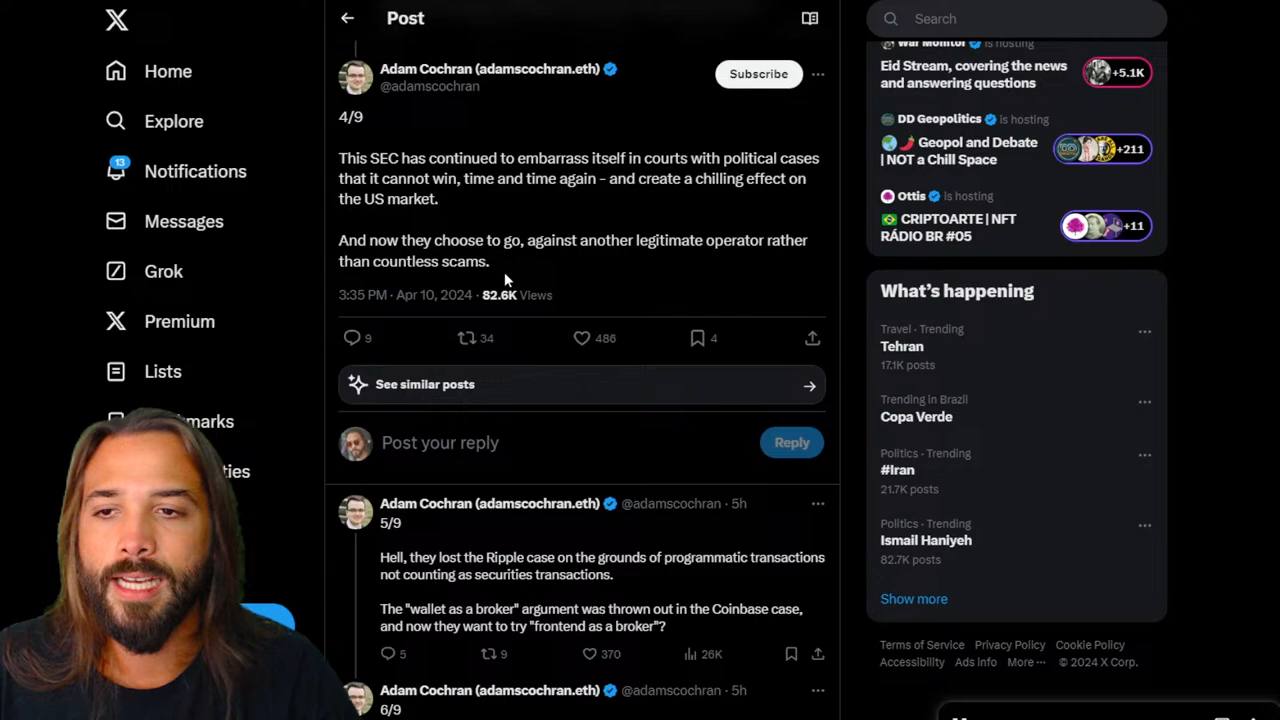 Home
Explore
13
Notifications
Messages
Grok
Premium
Lists
Post
Adam Cochran (adamscochran.eth)
@adamscochran
Subscribe
4/9
This SEC has continued to embarrass itself in courts with political cases
that it cannot win, time and time again – and create a chilling effect on
the US market.
And now they choose to go, against another legitimate operator rather
than countless scams.
3:35 PM · Apr 10, 2024 · 82.6K Views
9 34 486 4
See similar posts
Post your reply
Reply
Adam Cochran (adamscochran.eth) @adamscochran · 5h
5/9
Hell, they lost the Ripple case on the grounds of programmatic transactions
not counting as securities transactions.
The "wallet as a broker" argument was thrown out in the Coinbase case,
and now they want to try "frontend as a broker"?
5 9 370 26K
Adam Cochran (adamscochran.eth) @adamscochran · 5h
6/9
Search
War Monitor is hosting
Eid Stream, covering the news
and answering questions
+5.1K
DD Geopolitics is hosting
Geopol and Debate
| NOT a Chill Space
+211
Ottis is hosting
CRIPTOARTE | NFT
RÁDIO BR #05
+11
What's happening
Travel · Trending
Tehran
17.1K posts
Trending in Brazil
Copa Verde
Politics · Trending
#Iran
21.7K posts
Politics · Trending
Ismail Haniyeh
82.7K posts
Show more
Terms of Service Privacy Policy Cookie Policy
Accessibility Ads info More ··· © 2024 X Corp.